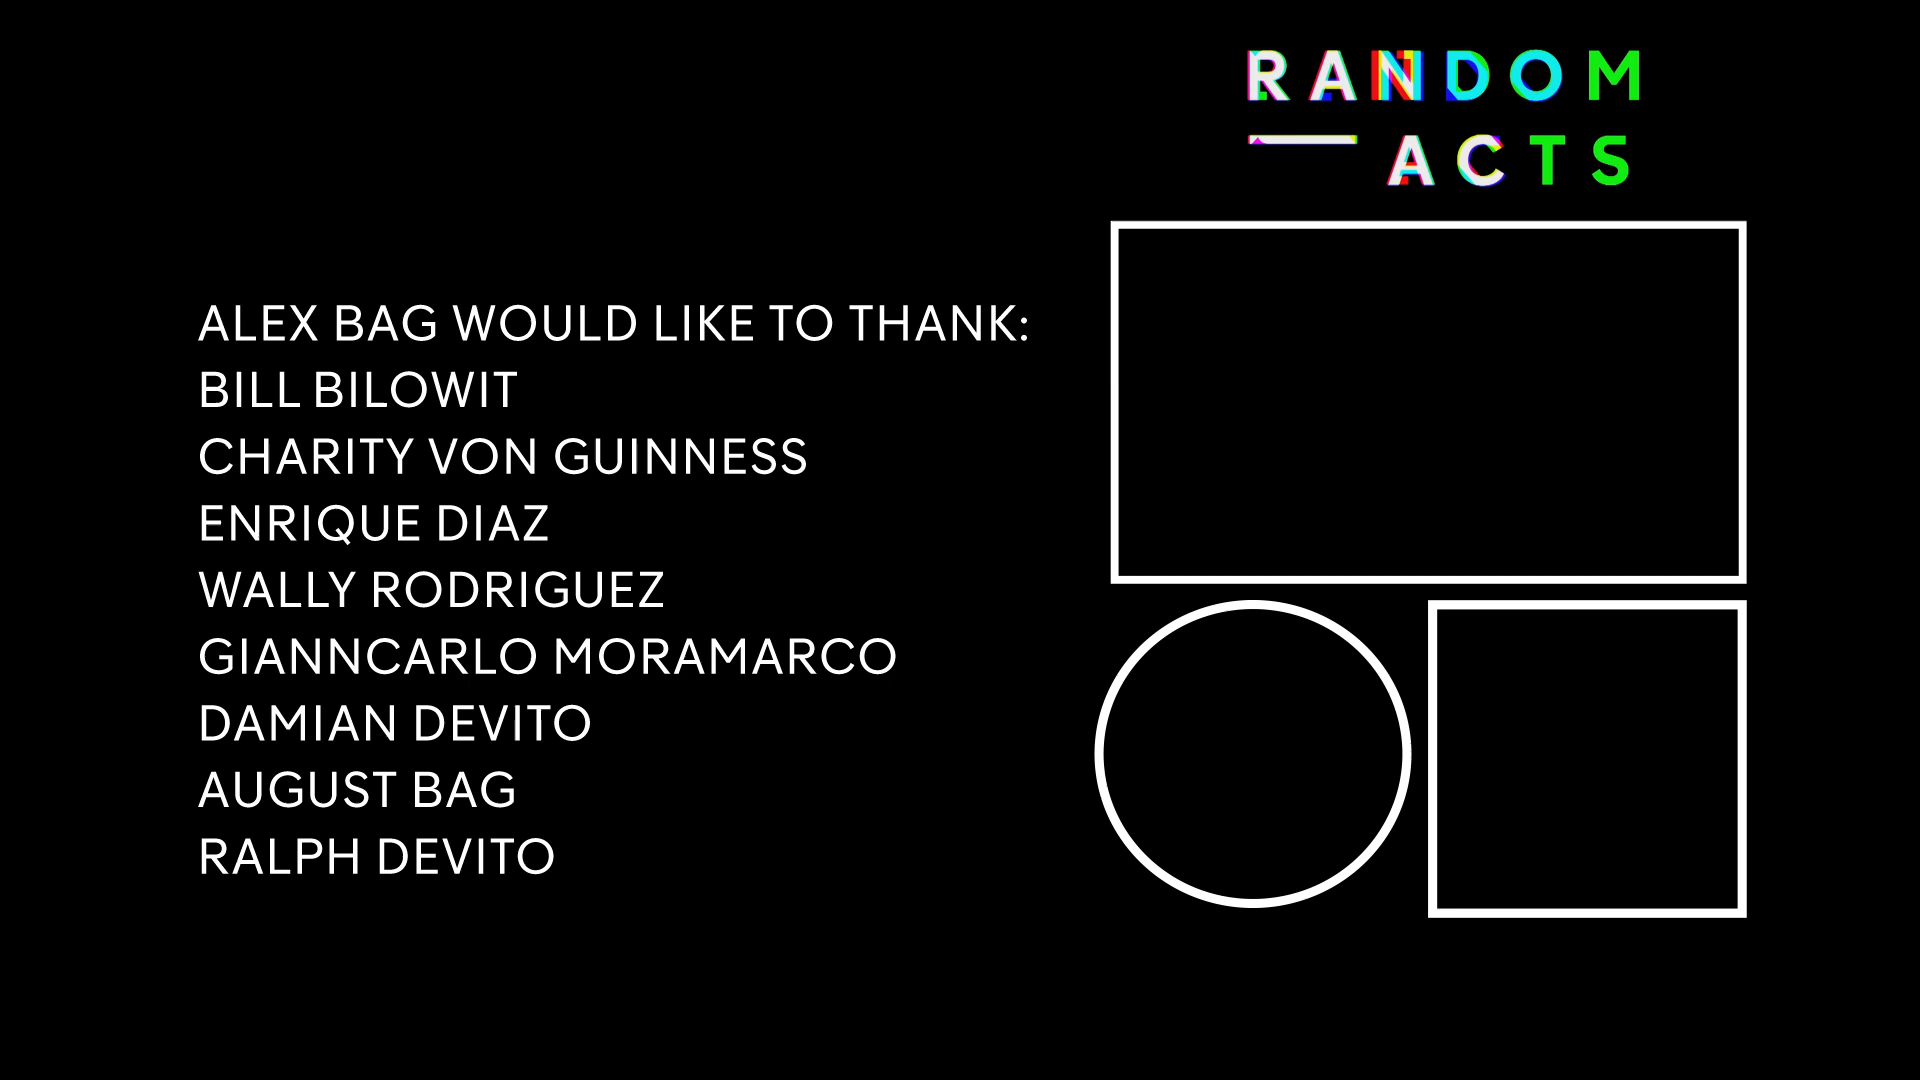 RANDOM
ACTS
ALEX BAG WOULD LIKE TO THANK:
BILL BILOWIT
CHARITY VON GUINNESS
ENRIQUE DIAZ
WALLY RODRIGUEZ
GIANNCARLO MORAMARCO
DAMIAN DEVITO
AUGUST BAG
RALPH DEVITO